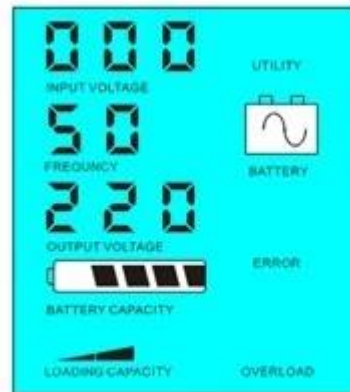 000
UTILITY
INPUT VOLTAGE
50
FREQUNCY
BATTERY
220
OUTPUT VOLTAGE
ERROR
BATTERY CAPACITY
LOADING CAPACITY
OVERLOAD